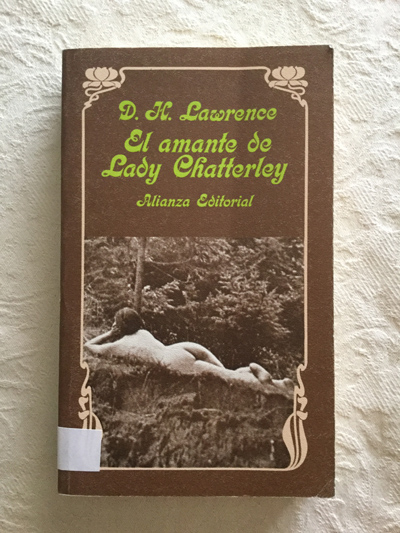 D. H. Lawrence
El amante de
Lady Chatterley
Alianza Editorial